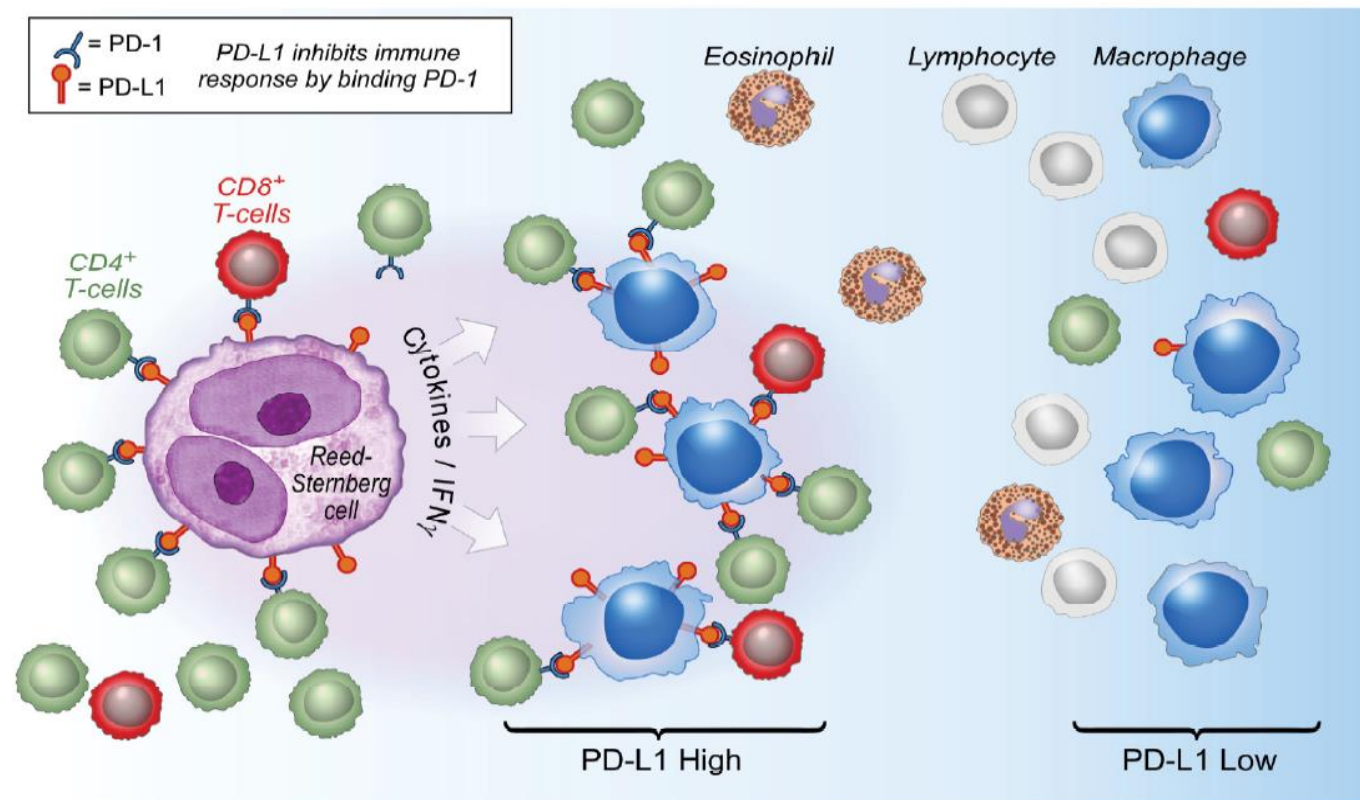 = PD-1
= PD-L1
PD-L1 inhibits immune
response by binding PD-1
Eosinophil
Lymphocyte
Macrophage
CD8+
T-cells
CD4+
T-cells
Cytokines / IFNγ
Reed-
Sternberg
cell
PD-L1 High
PD-L1 Low